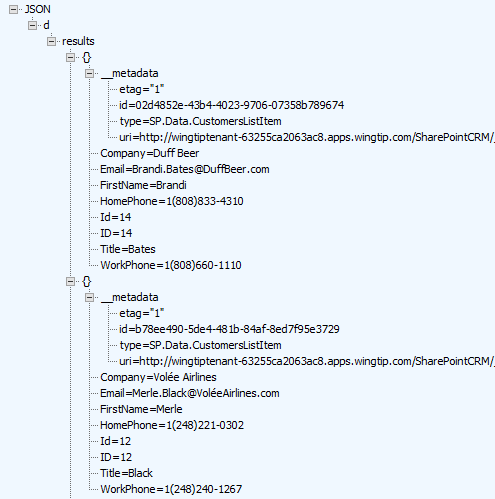 JSON
d
results
{}
__metadata
etag="1"
id=02d4852e-43b4-4023-9706-07358b789674
type=SP.Data.CustomersListItem
uri=http://wingtiptenant-63255ca2063ac8.apps.wingtip.com/SharePointCRM/_
Company=Duff Beer
Email=Brandi.Bates@DuffBeer.com
FirstName=Brandi
HomePhone=1(808)833-4310
Id=14
ID=14
Title=Bates
WorkPhone=1(808)660-1110
{}
__metadata
etag="1"
id=b78ee490-5de4-481b-84af-8ed7f95e3729
type=SP.Data.CustomersListItem
uri=http://wingtiptenant-63255ca2063ac8.apps.wingtip.com/SharePointCRM/_
Company=Volée Airlines
Email=Merle.Black@VoléeAirlines.com
FirstName=Merle
HomePhone=1(248)221-0302
Id=12
ID=12
Title=Black
WorkPhone=1(248)240-1267